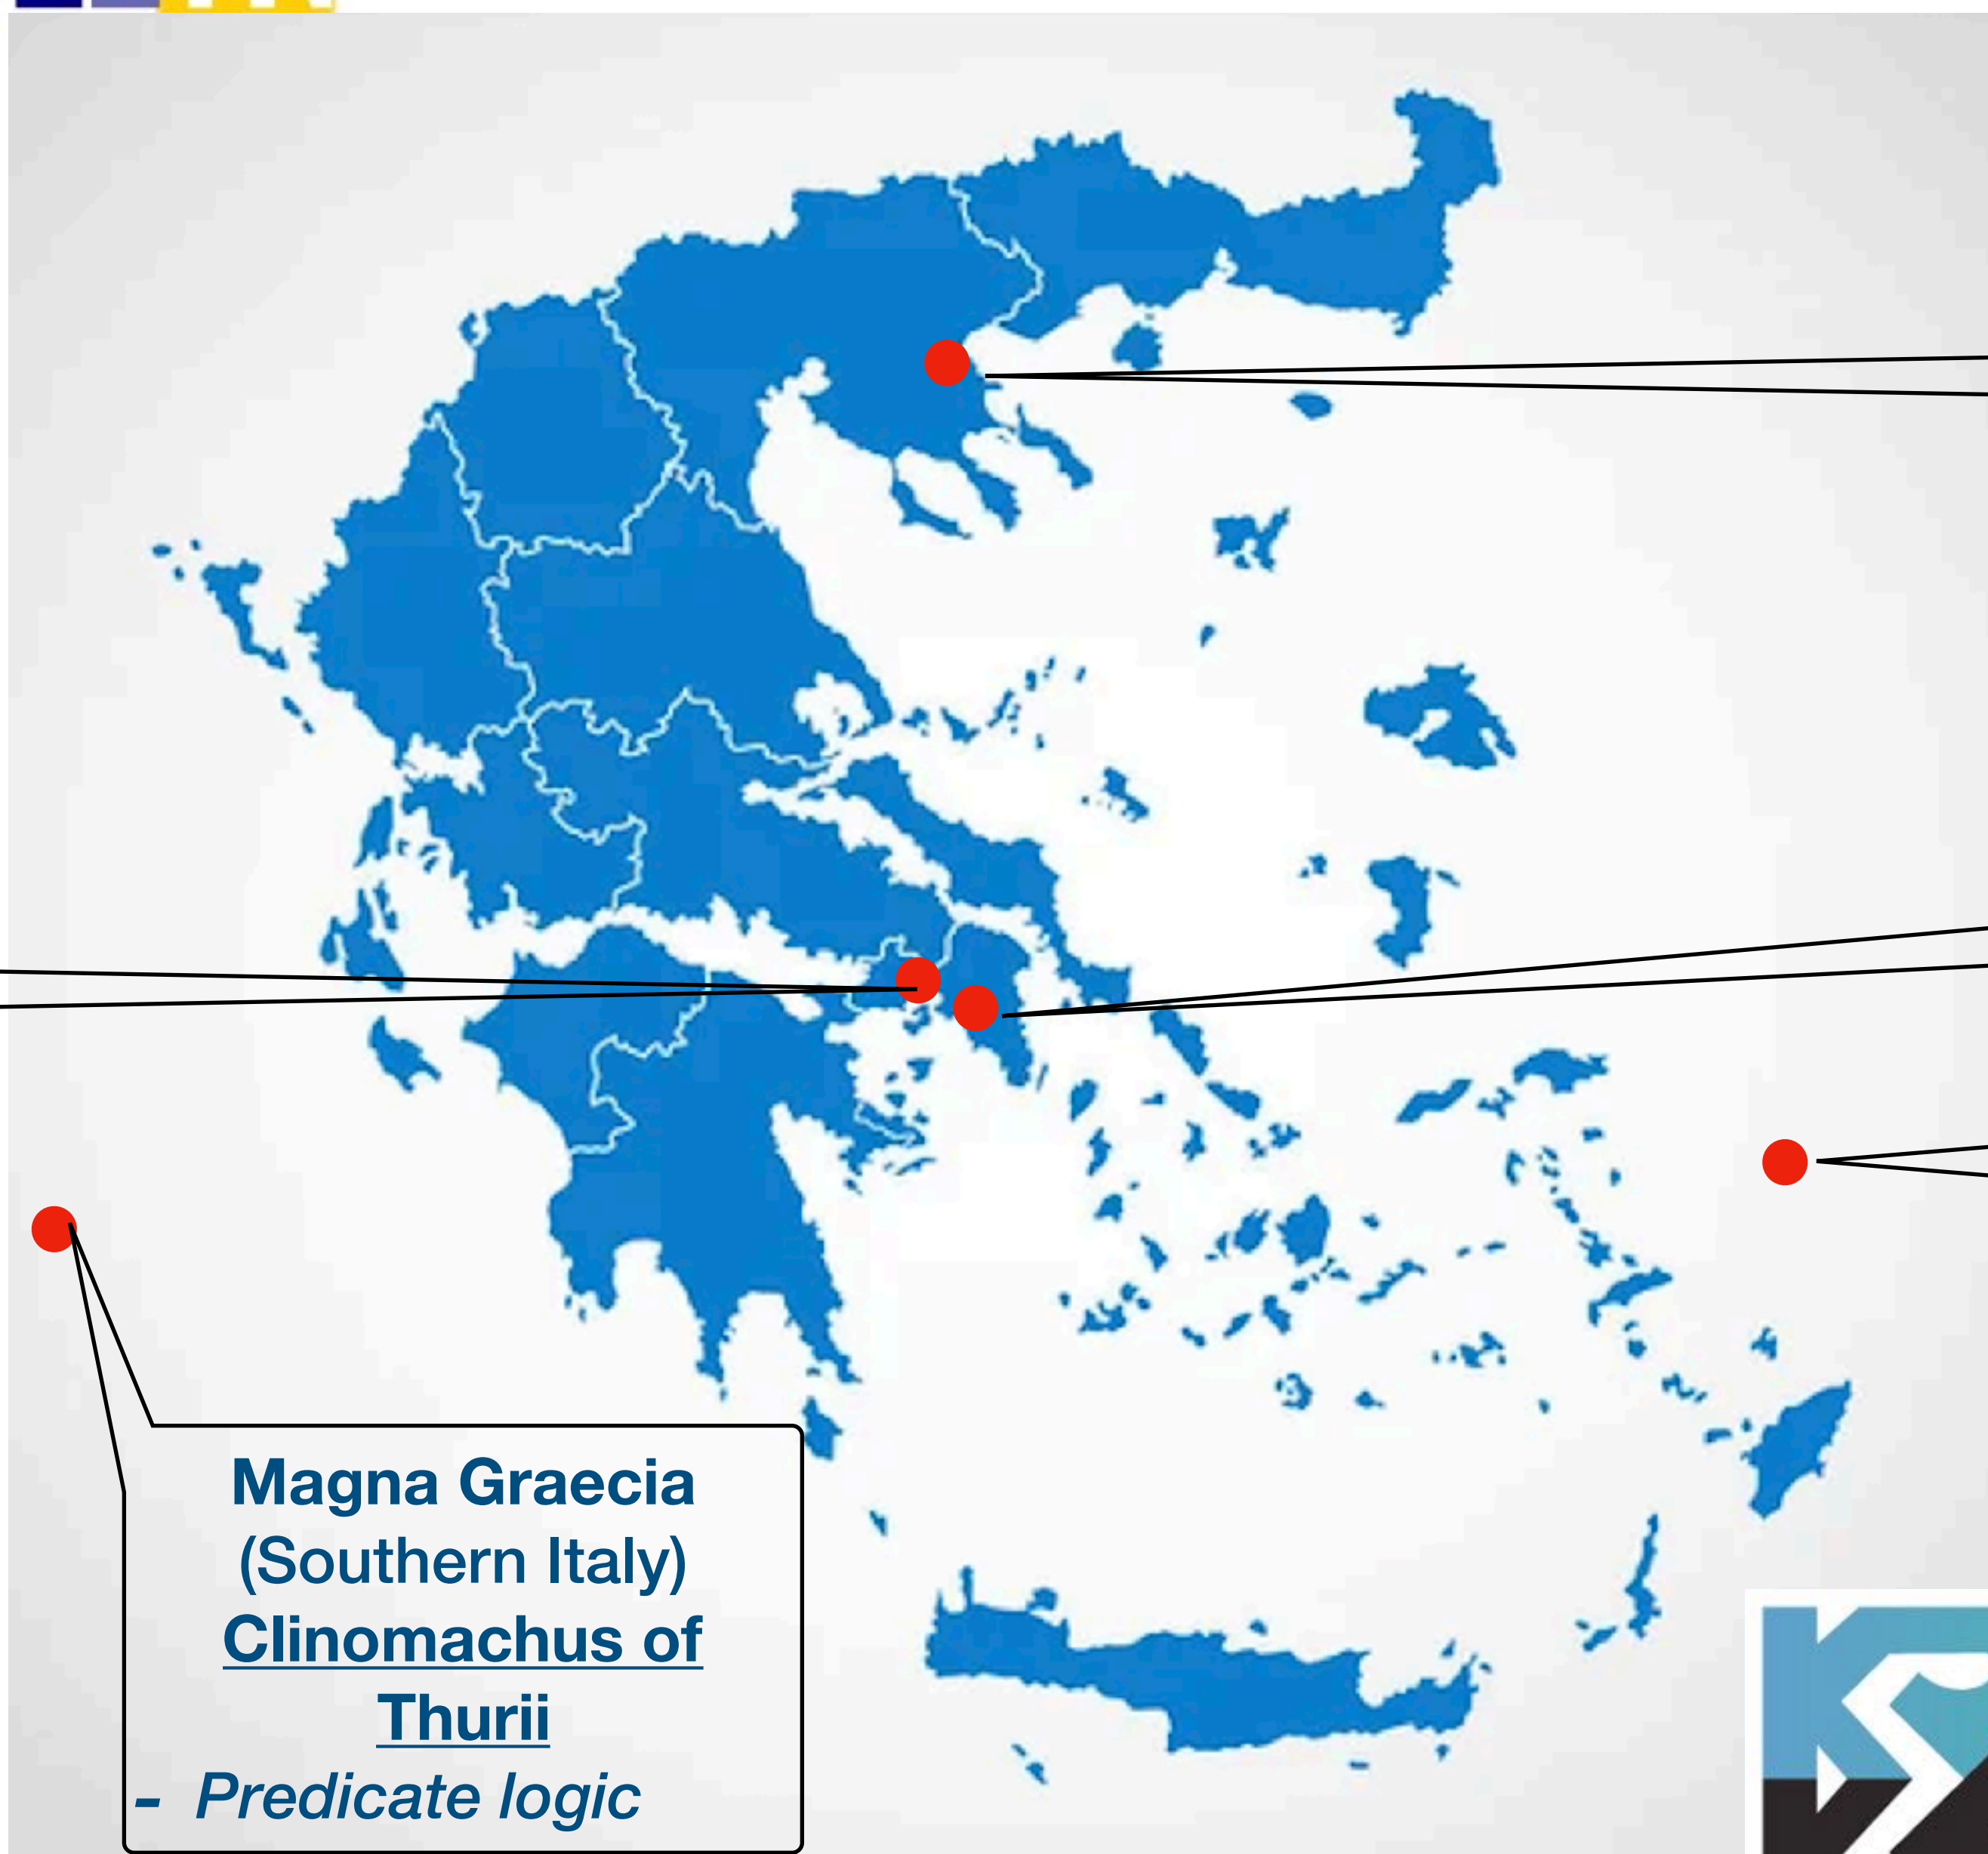 Magna Graecia
(Southern Italy)
Clinomachus of
Thurii
- Predicate logic